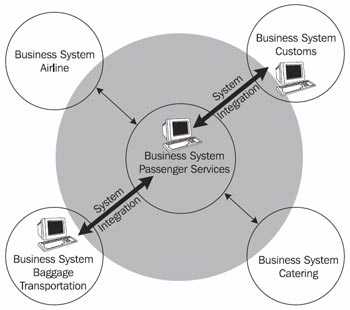 Business System
Airline
Business System
Customs
System
Integration
Business System
Passenger Services
System
Integration
Business System
Baggage
Transportation
Business System
Catering